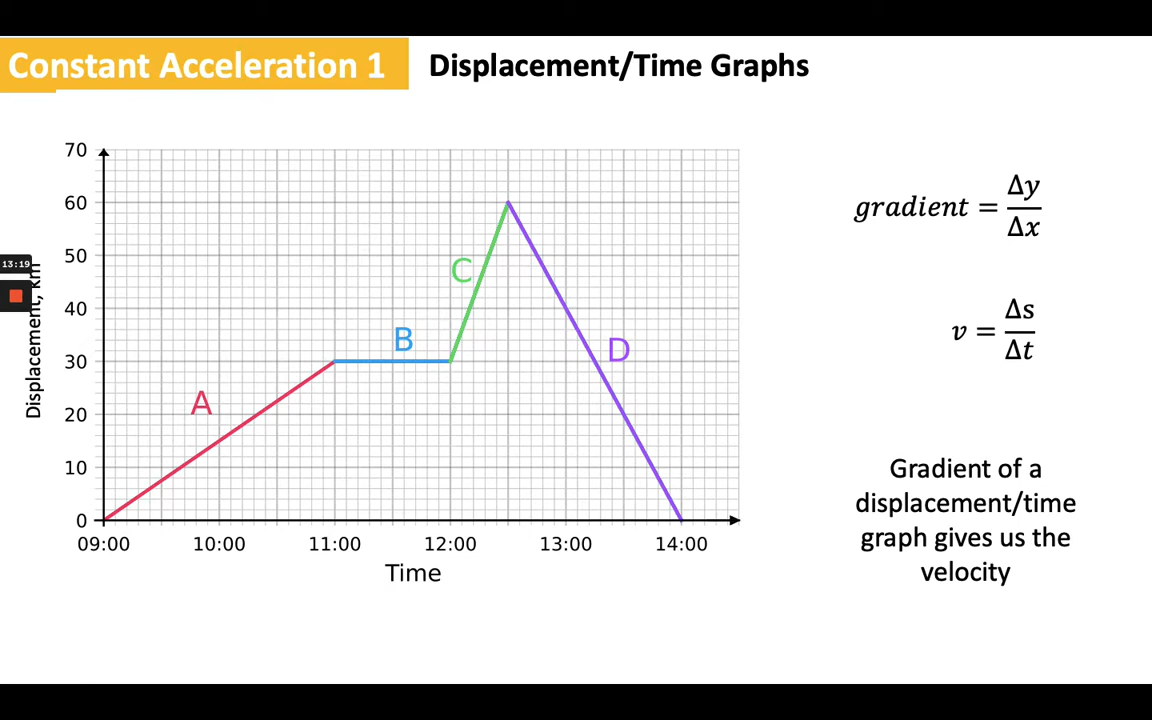 Constant Acceleration 1
Displacement/Time Graphs
70
60
50
40
30
20
10
0
Displacement, km
13:19
A
B
C
D
09:00 10:00 11:00 12:00 13:00 14:00
Time
gradient = Δy/Δx
v = Δs/Δt
Gradient of a
displacement/time
graph gives us the
velocity